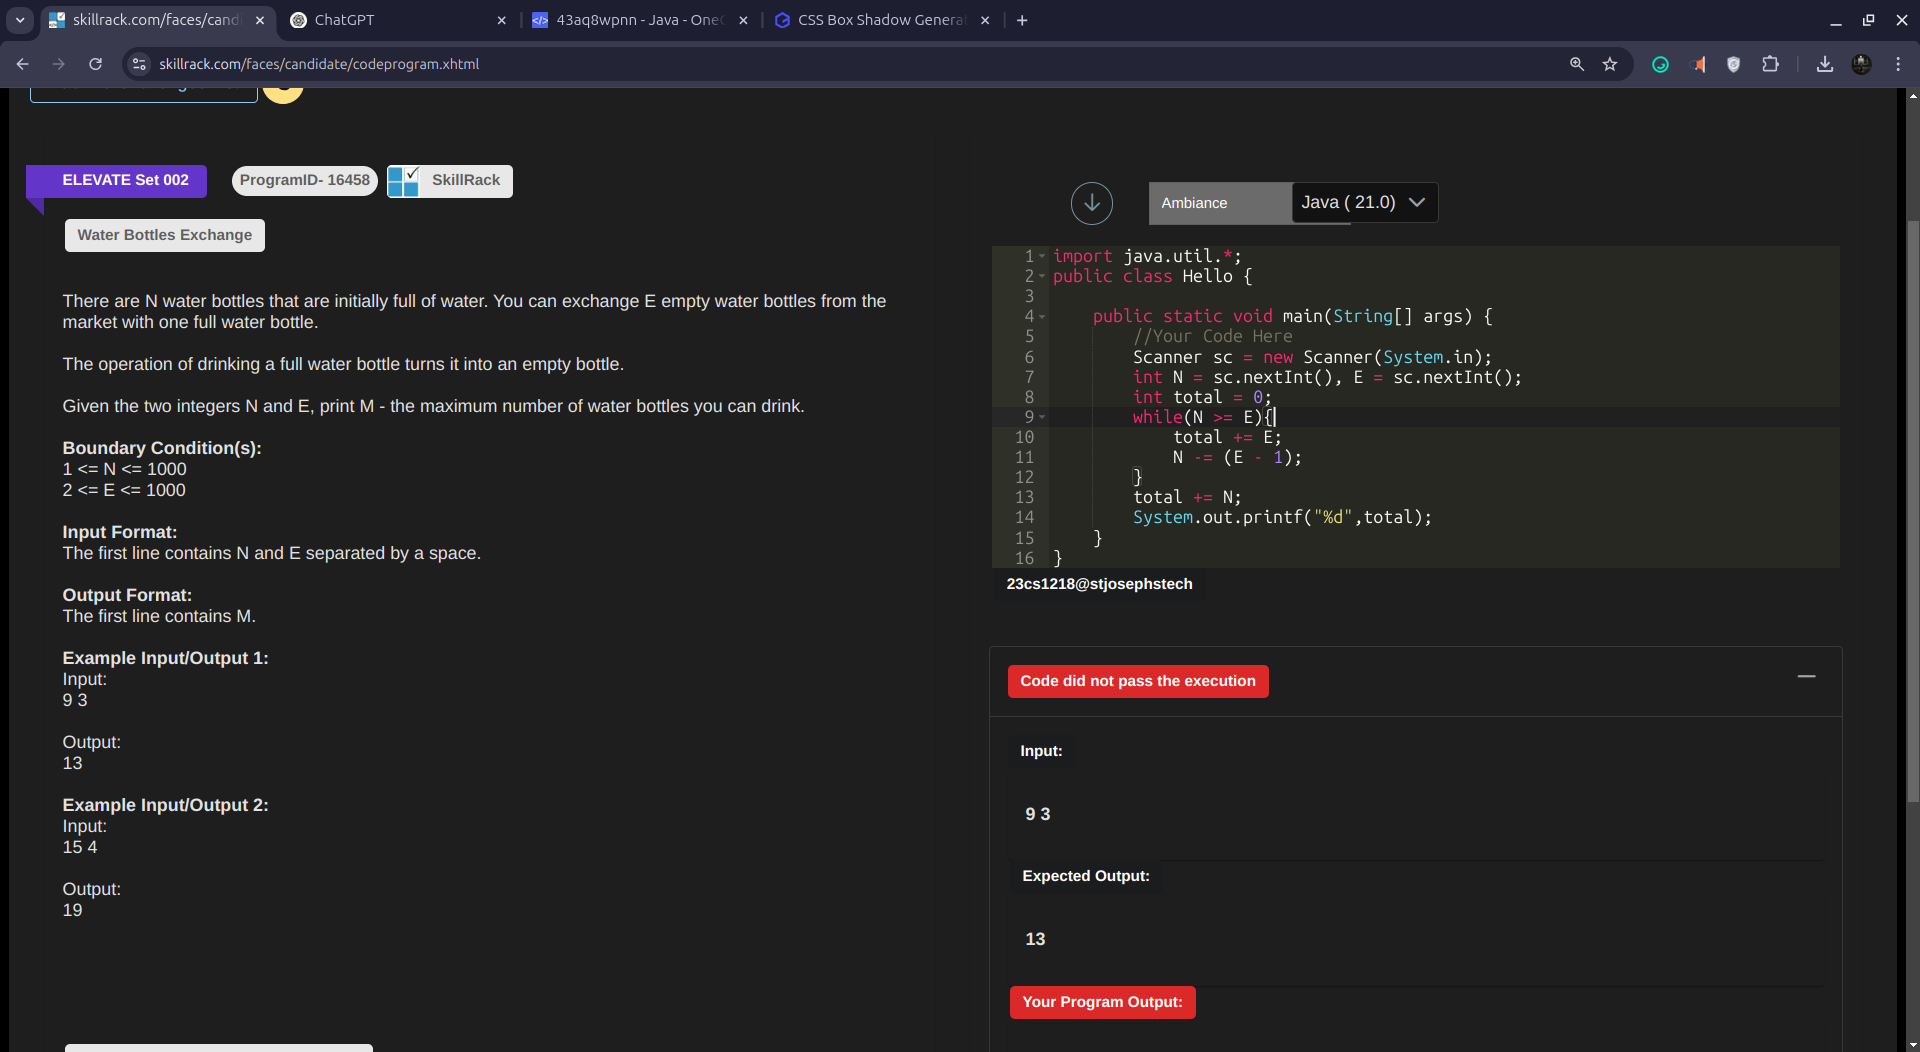 skillrack.com/faces/candi
ChatGPT
43aq8wpnn - Java - OneC
CSS Box Shadow Generat
skillrack.com/faces/candidate/codeprogram.xhtml
ELEVATE Set 002
ProgramID- 16458
SkillRack
Water Bottles Exchange
There are N water bottles that are initially full of water. You can exchange E empty water bottles from the
market with one full water bottle.
The operation of drinking a full water bottle turns it into an empty bottle.
Given the two integers N and E, print M - the maximum number of water bottles you can drink.
Boundary Condition(s):
1 <= N <= 1000
2 <= E <= 1000
Input Format:
The first line contains N and E separated by a space.
Output Format:
The first line contains M.
Example Input/Output 1:
Input:
9 3
Output:
13
Example Input/Output 2:
Input:
15 4
Output:
19
Ambiance
Java ( 21.0)
1 import java.util.*;
2 public class Hello {
3
4 public static void main(String[] args) {
5 //Your Code Here
6 Scanner sc = new Scanner(System.in);
7 int N = sc.nextInt(), E = sc.nextInt();
8 int total = 0;
9 while(N >= E){
10 total += E;
11 N -= (E - 1);
12 }
13 total += N;
14 System.out.printf("%d",total);
15 }
16 }
23cs1218@stjosephstech
Code did not pass the execution
Input:
9 3
Expected Output:
13
Your Program Output: